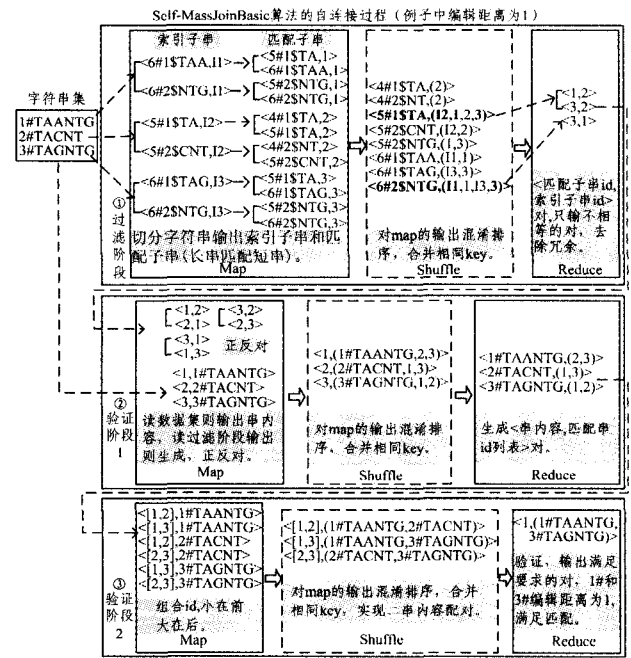 Self-MassJoinBasic算法的自连接过程（例子中编辑距离为1）
字符串集
1#TAANTG
2#TACNT
3#TAGNTG
①过滤阶段
索引子串 匹配子串
<6#1$TAA,I1> <5#1$TA,1>
<6#1$TAA,1>
<6#2$NTG,I1> <5#2$NTG,1>
<6#2$NTG,1>
<5#1$TA,I2> <4#1$TA,2>
<5#1$TA,2>
<5#2$CNT,I2> <4#2$NT,2>
<5#2$CNT,2>
<6#1$TAG,I3> <5#1$TA,3>
<6#1$TAG,3>
<6#2$NTG,I3> <5#2$NTG,3>
<6#2$NTG,3>
切分字符串输出索引子串和匹
配子串(长串匹配短串)。
Map
<4#1$TA,(2)>
<4#2$NT,(2)>
<5#1$TA,(I2,1,2,3)>
<5#2$CNT,(I2,2)>
<5#2$NTG,(1,3)>
<6#1$TAA,(I1,1)>
<6#1$TAG,(I3,3)>
<6#2$NTG,(I1,1,I3,3)>
对map的输出混淆排
序，合并相同key。
Shuffle
<1,2>
<3,2>
<3,1>
<匹配子串id,
索引子串id>
对,只输不相
等的对，去
除冗余。
Reduce
②验证阶段1
<1,2> <3,2>
<2,1> <2,3>
<3,1>
<1,3> 正反对
<1,1#TAANTG>
<2,2#TACNT>
<3,3#TAGNTG>
读数据集则输出串内
容，读过滤阶段输出
则生成，正反对。
Map
<1,(1#TAANTG,2,3)>
<2,(2#TACNT,1,3)>
<3,(3#TAGNTG,1,2)>
对map的输出混淆排
序，合并相同key。
Shuffle
<1#TAANTG,(2,3)>
<2#TACNT,(1,3)>
<3#TAGNTG,(1,2)>
生成<串内容,匹配串
id列表>对。
Reduce
③验证阶段2
<[1,2],1#TAANTG>
<[1,3],1#TAANTG>
<[1,2],2#TACNT>
<[2,3],2#TACNT>
<[1,3],3#TAGNTG>
<[2,3],3#TAGNTG>
组合id,小在前
大在后。
Map
<[1,2],(1#TAANTG,2#TACNT)>
<[1,3],(1#TAANTG,3#TAGNTG)>
<[2,3],(2#TACNT,3#TAGNTG)>
对map的输出混淆排序，合并
相同key，实现二串内容配对。
Shuffle
<1,(1#TAANTG,
3#TAGNTG)>
验证，输出满足
要求的对，1#和
3#编辑距离为1,
满足匹配。
Reduce